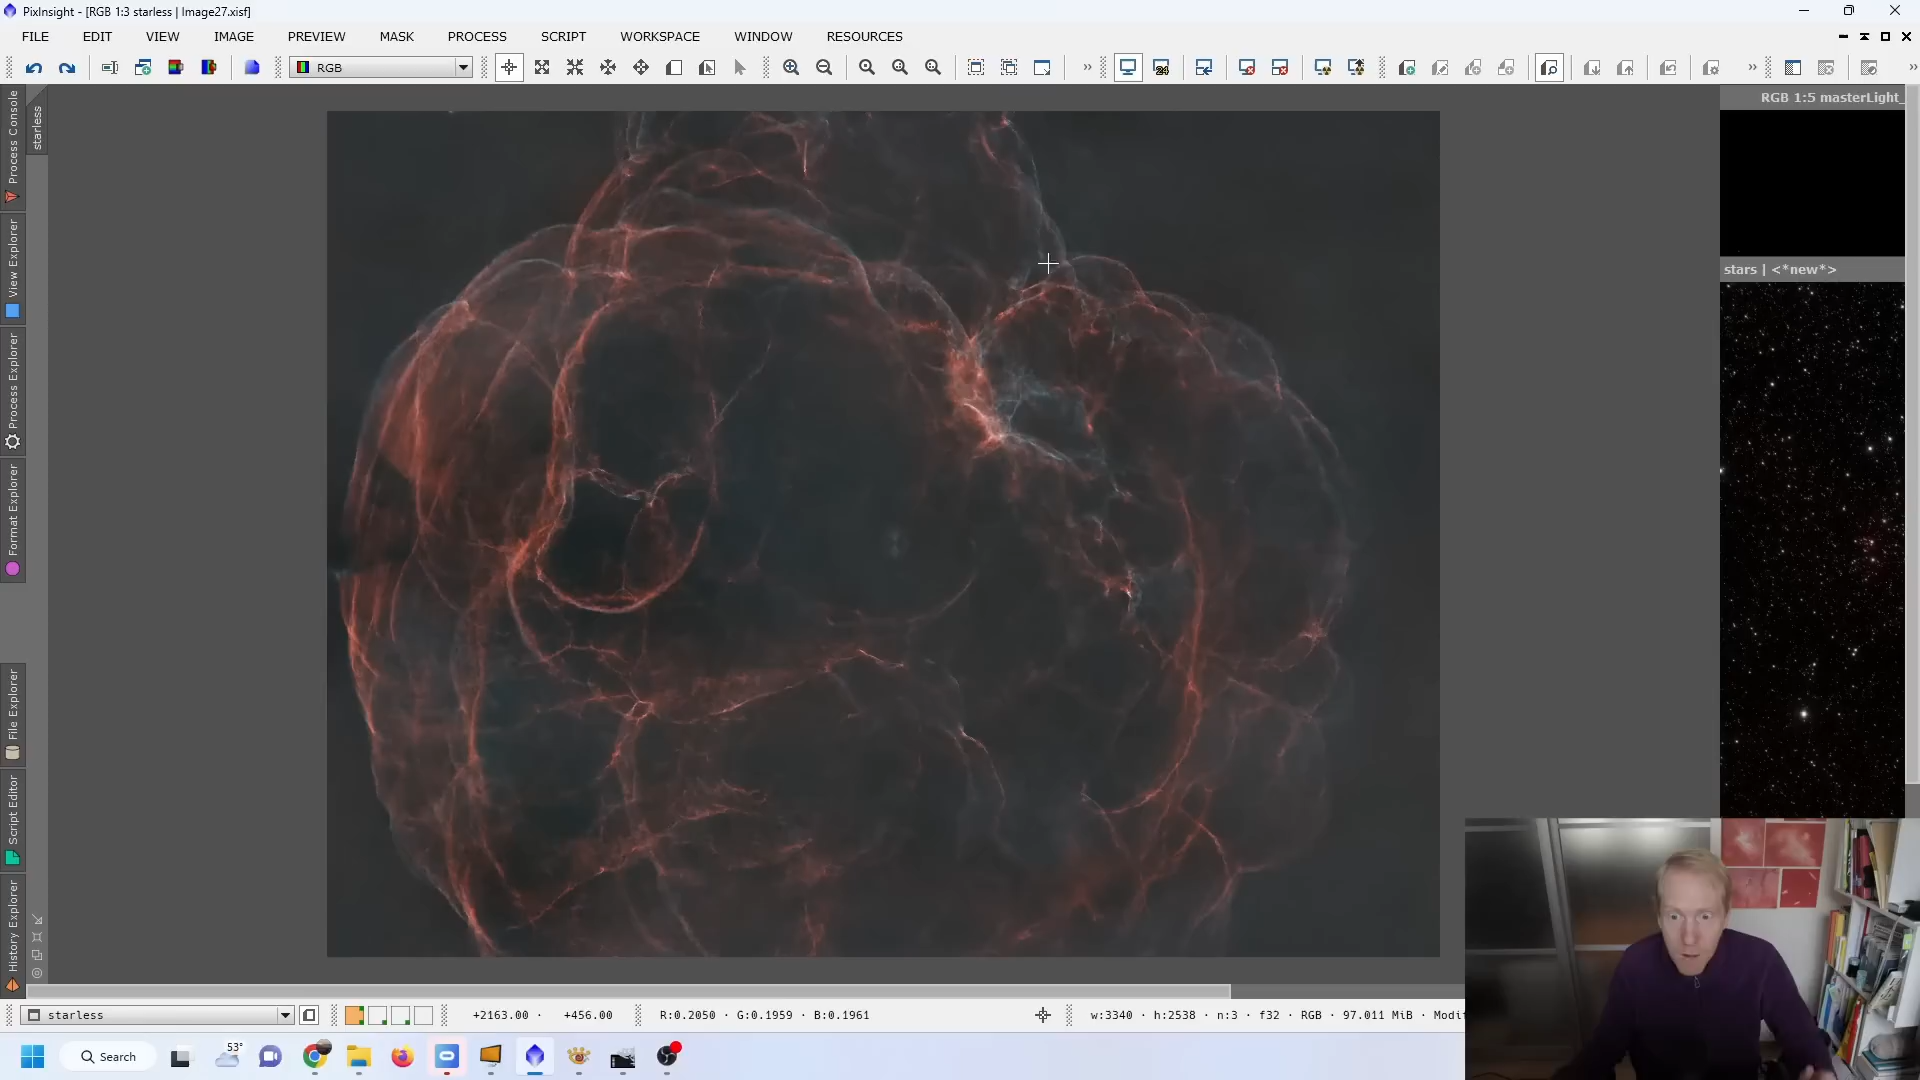 PixInsight - [RGB 1:3 starless | Image27.xisf]
FILE EDIT VIEW IMAGE PREVIEW MASK PROCESS SCRIPT WORKSPACE WINDOW RESOURCES
RGB
24
Process Console
View Explorer
Process Explorer
Format Explorer
File Explorer
Script Editor
History Explorer
starless
RGB 1:5 masterLight_
stars | <*new*>
starless
+2163.00 · +456.00
R:0.2050 · G:0.1959 · B:0.1961
w:3340 · h:2538 · n:3 · f32 · RGB · 97.011 MiB · Modif
Search
53°